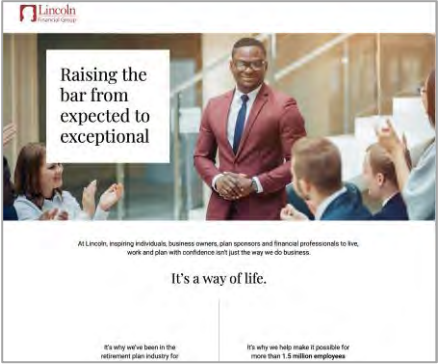 Lincoln
Financial Group
Raising the
bar from
expected to
exceptional
At Lincoln, inspiring individuals, business owners, plan sponsors and financial professionals to live,
work and plan with confidence isn't just the way we do business.
It's a way of life.
It's why we've been in the
retirement plan industry for
It's why we help make it possible for
more than 1.5 million employees